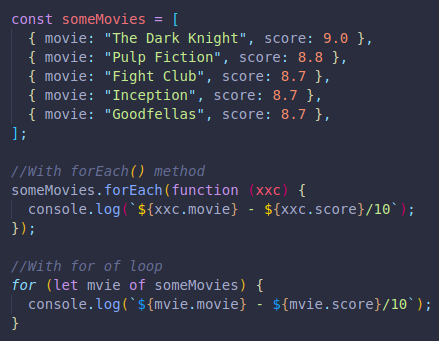 const someMovies = [
  { movie: "The Dark Knight", score: 9.0 },
  { movie: "Pulp Fiction", score: 8.8 },
  { movie: "Fight Club", score: 8.7 },
  { movie: "Inception", score: 8.7 },
  { movie: "Goodfellas", score: 8.7 },
];

//With forEach() method
someMovies.forEach(function (xxc) {
  console.log(`${xxc.movie} - ${xxc.score}/10`);
});

//With for of loop
for (let mvie of someMovies) {
  console.log(`${mvie.movie} - ${mvie.score}/10`);
}